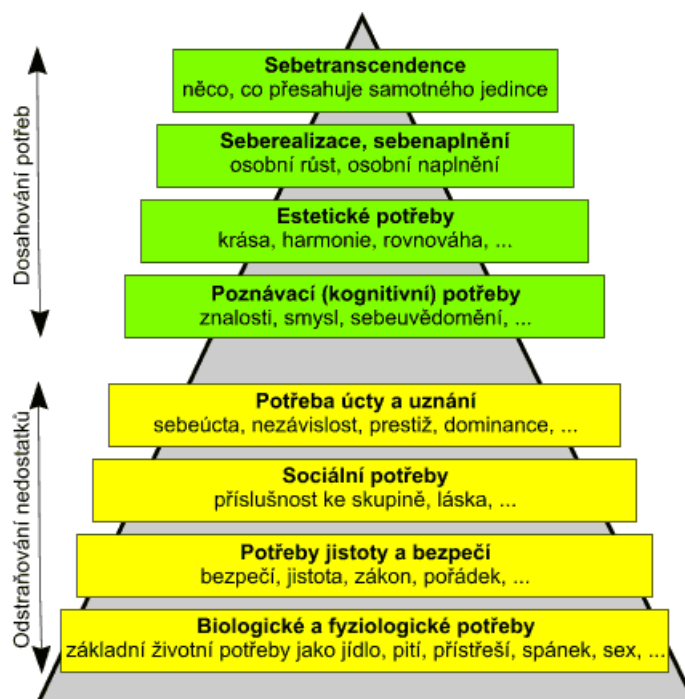 Dosahování potřeb
Sebetranscendence
něco, co přesahuje samotného jedince
Seberealizace, sebenaplnění
osobní růst, osobní naplnění
Estetické potřeby
krása, harmonie, rovnováha, ...
Poznávací (kognitivní) potřeby
znalosti, smysl, sebeuvědomění, ...
Odstraňování nedostatků
Potřeba úcty a uznání
sebeúcta, nezávislost, prestiž, dominance, ...
Sociální potřeby
příslušnost ke skupině, láska, ...
Potřeby jistoty a bezpečí
bezpečí, jistota, zákon, pořádek, ...
Biologické a fyziologické potřeby
základní životní potřeby jako jídlo, pití, přístřeší, spánek, sex, ...